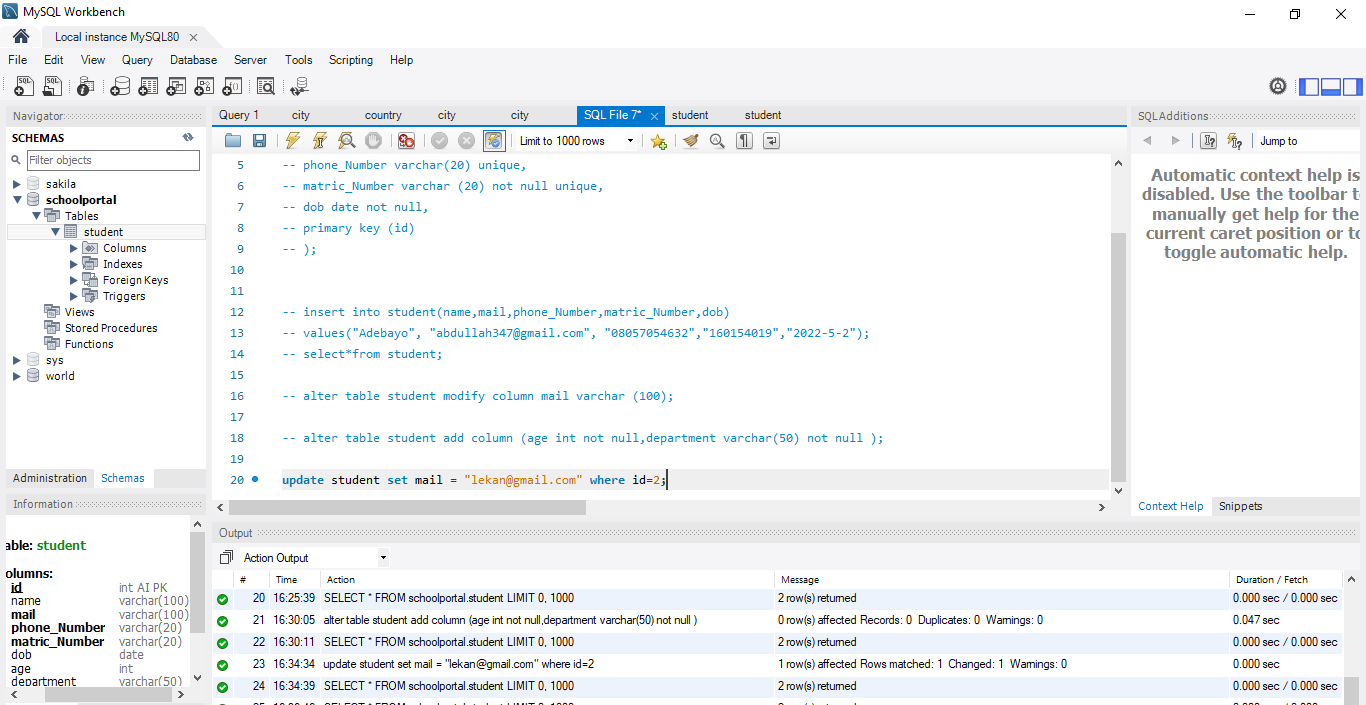 MySQL Workbench
Local instance MySQL80
File Edit View Query Database Server Tools Scripting Help
Navigator
SCHEMAS
Filter objects
sakila
schoolportal
Tables
student
Columns
Indexes
Foreign Keys
Triggers
Views
Stored Procedures
Functions
sys
world
Administration Schemas
Information
able: student
olumns:
id int AI PK
name varchar(100)
mail varchar(100)
phone_Number varchar(20)
matric_Number varchar(20)
dob date
age int
department varchar(50)
Query 1 city country city city SQL File 7* student student
Limit to 1000 rows
5 -- phone_Number varchar(20) unique,
6 -- matric_Number varchar (20) not null unique,
7 -- dob date not null,
8 -- primary key (id)
9 -- );
10
11
12 -- insert into student(name,mail,phone_Number,matric_Number,dob)
13 -- values("Adebayo", "abdullah347@gmail.com", "08057054632","160154019","2022-5-2");
14 -- select*from student;
15
16 -- alter table student modify column mail varchar (100);
17
18 -- alter table student add column (age int not null,department varchar(50) not null );
19
20 update student set mail = "lekan@gmail.com" where id=2;
SQLAdditions
Jump to
Automatic context help is
disabled. Use the toolbar t
manually get help for the
current caret position or to
toggle automatic help.
Context Help Snippets
Output
Action Output
# Time Action Message Duration / Fetch
20 16:25:39 SELECT * FROM schoolportal.student LIMIT 0, 1000 2 row(s) returned 0.000 sec / 0.000 sec
21 16:30:05 alter table student add column (age int not null,department varchar(50) not null ) 0 row(s) affected Records: 0 Duplicates: 0 Warnings: 0 0.047 sec
22 16:30:11 SELECT * FROM schoolportal.student LIMIT 0, 1000 2 row(s) returned 0.000 sec / 0.000 sec
23 16:34:34 update student set mail = "lekan@gmail.com" where id=2 1 row(s) affected Rows matched: 1 Changed: 1 Warnings: 0 0.000 sec
24 16:34:39 SELECT * FROM schoolportal.student LIMIT 0, 1000 2 row(s) returned 0.000 sec / 0.000 sec